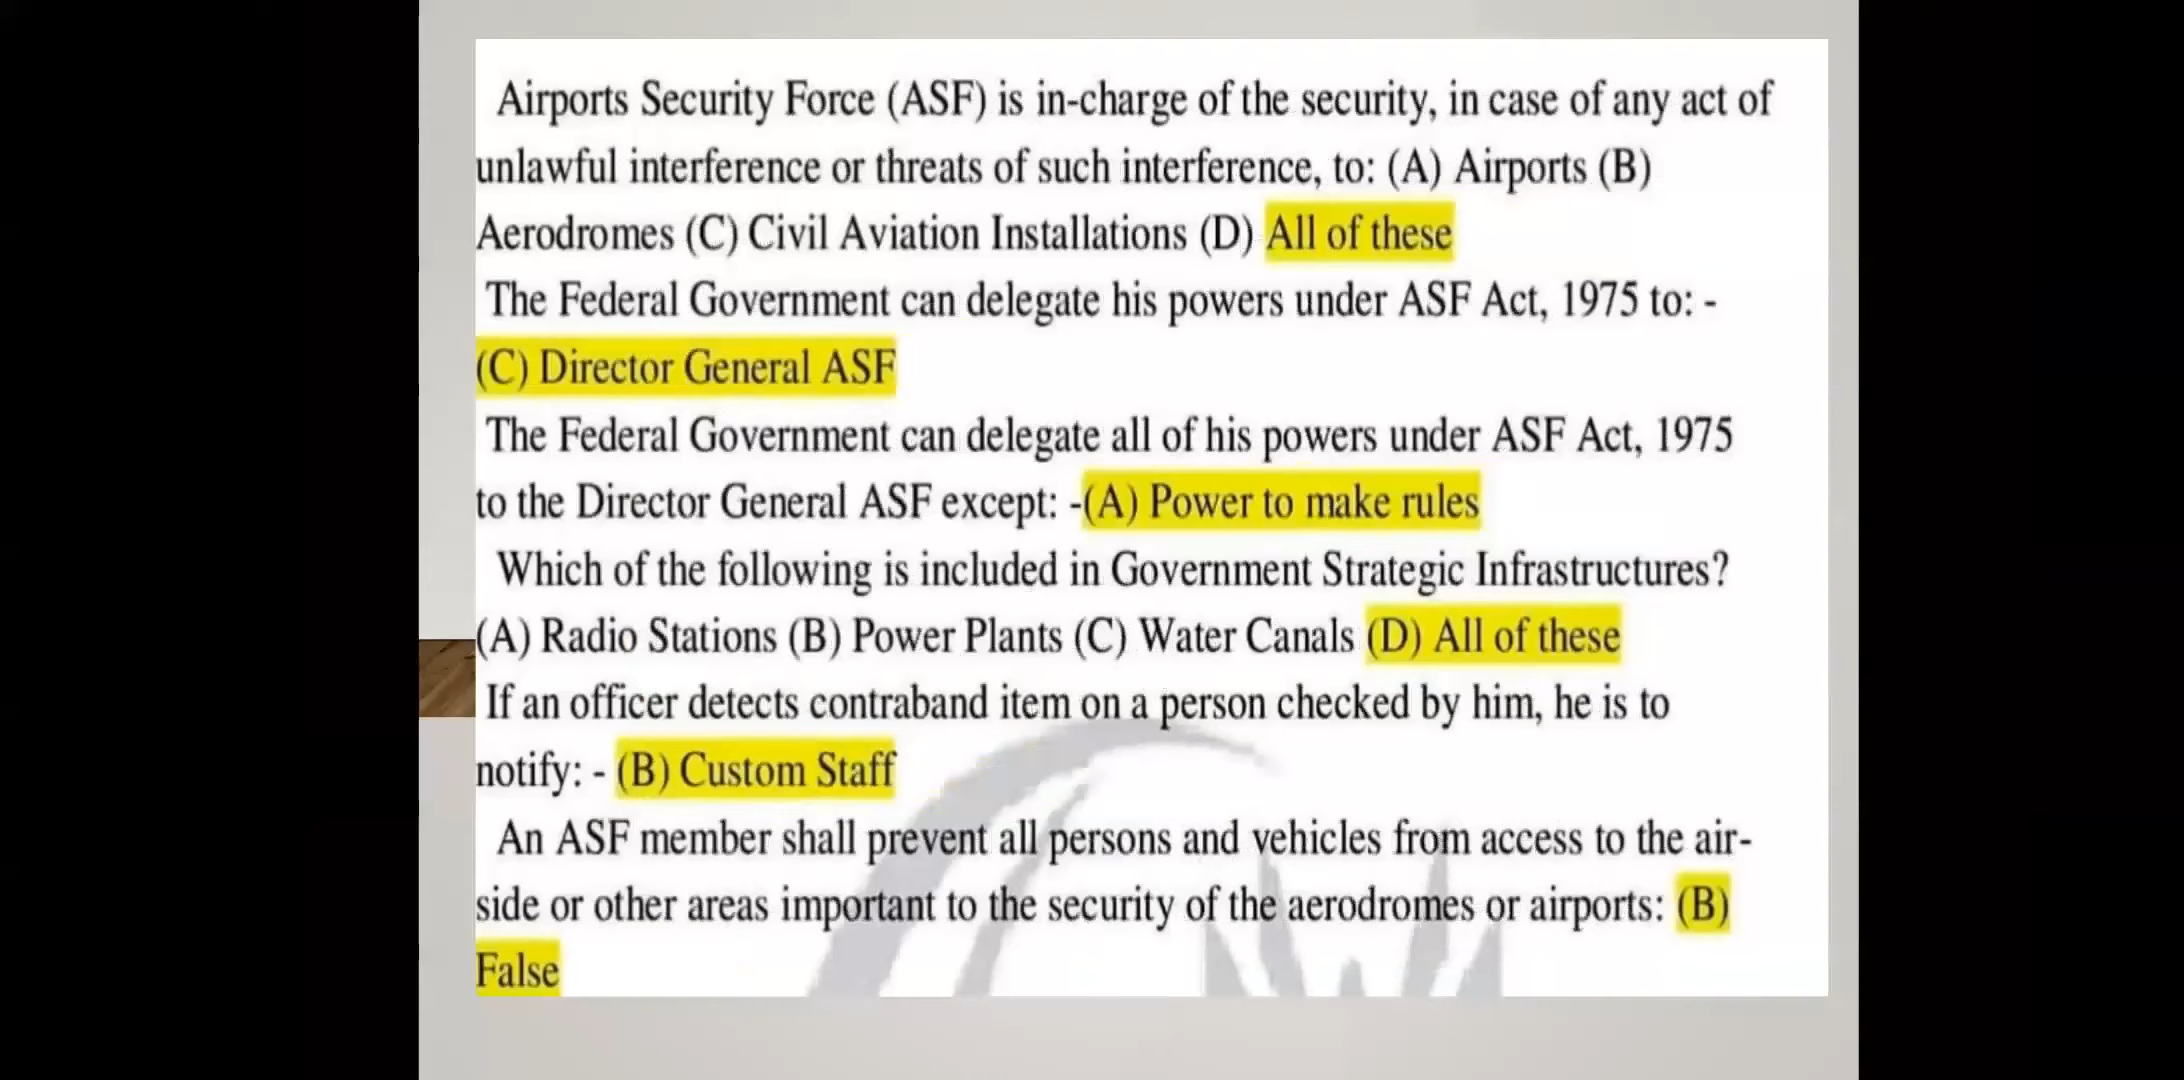 Airports Security Force (ASF) is in-charge of the security, in case of any act of
unlawful interference or threats of such interference, to: (A) Airports (B)
Aerodromes (C) Civil Aviation Installations (D) All of these
The Federal Government can delegate his powers under ASF Act, 1975 to: -
(C) Director General ASF
The Federal Government can delegate all of his powers under ASF Act, 1975
to the Director General ASF except: -(A) Power to make rules
Which of the following is included in Government Strategic Infrastructures?
(A) Radio Stations (B) Power Plants (C) Water Canals (D) All of these
If an officer detects contraband item on a person checked by him, he is to
notify: - (B) Custom Staff
An ASF member shall prevent all persons and vehicles from access to the air-
side or other areas important to the security of the aerodromes or airports: (B)
False